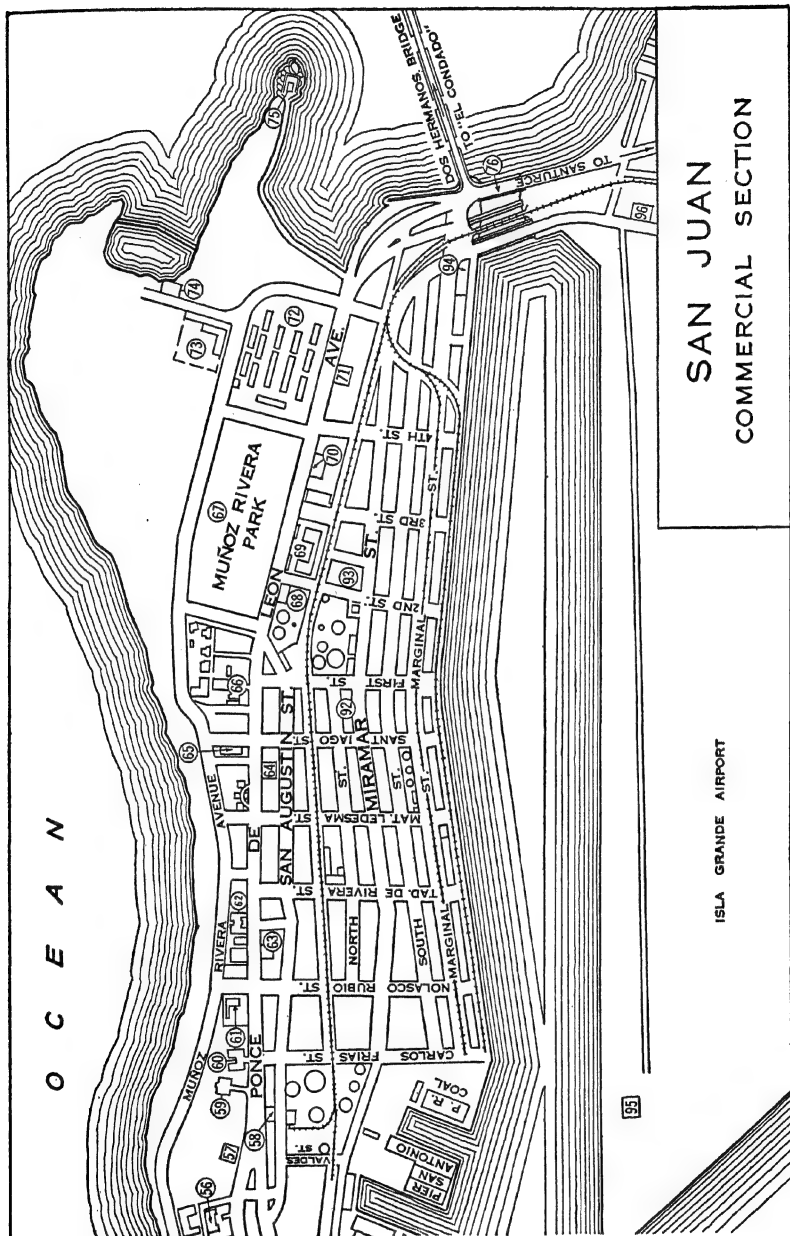 OCEAN
DOS HERMANOS BRIDGE
TO "EL CONDADO"
75
76
TO SANTURCE
96
94
74
73
72
AVE.
71
67
MUÑOZ RIVERA
PARK
70
4TH ST.
3RD ST.
69
LEON
68
93
ST.
2ND ST.
ST.
MARGINAL
FIRST ST.
66
65
92
SANTIAGO ST.
64
SAN AUGUSTIN ST.
MIRAMAR
ST.
ST.
ST.
AVENUE
DE
MAT. LEDESMA ST.
TAD. DE RIVERA ST.
62
RIVERA
63
NORTH
SOUTH
MARGINAL
NOLASCO RUBIO ST.
61
60
PONCE
MUÑOZ
CARLOS FRIAS ST.
59
58
57
56
VALDES ST.
P. R.
COAL
PIER
SAN
ANTONIO
95
ISLA GRANDE AIRPORT
SAN JUAN
COMMERCIAL SECTION